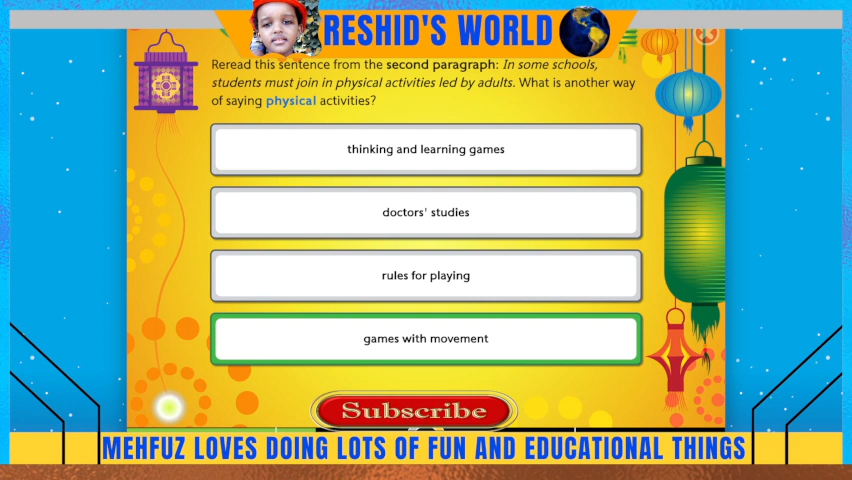 RESHID'S WORLD
Reread this sentence from the second paragraph: In some schools,
students must join in physical activities led by adults. What is another way
of saying physical activities?
thinking and learning games
doctors' studies
rules for playing
games with movement
Subscribe
MEHFUZ LOVES DOING LOTS OF FUN AND EDUCATIONAL THINGS